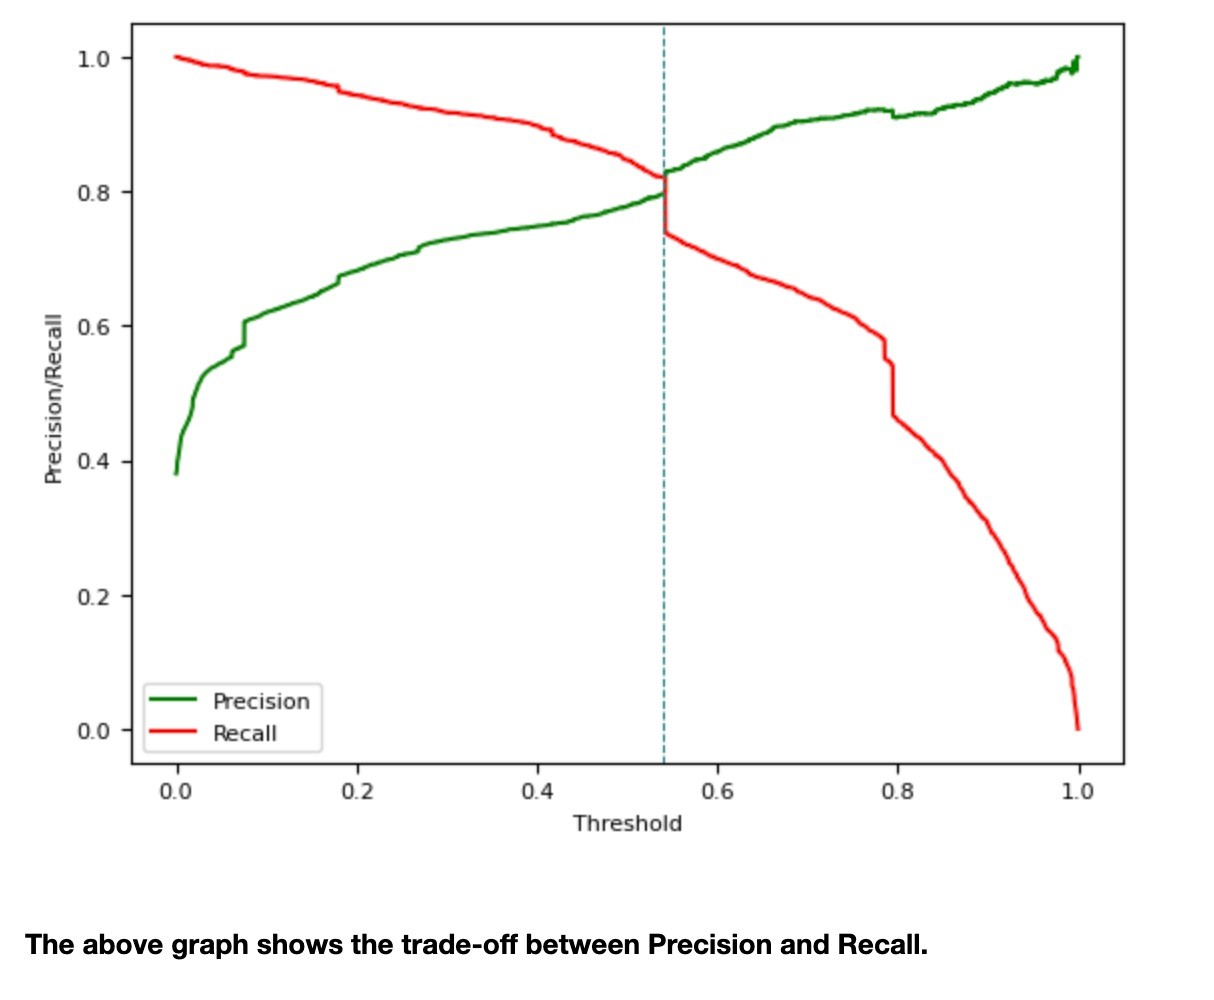 1.0
0.8
0.6
0.4
0.2
0.0
Precision/Recall
Precision
Recall
0.0 0.2 0.4 0.6 0.8 1.0
Threshold
The above graph shows the trade-off between Precision and Recall.